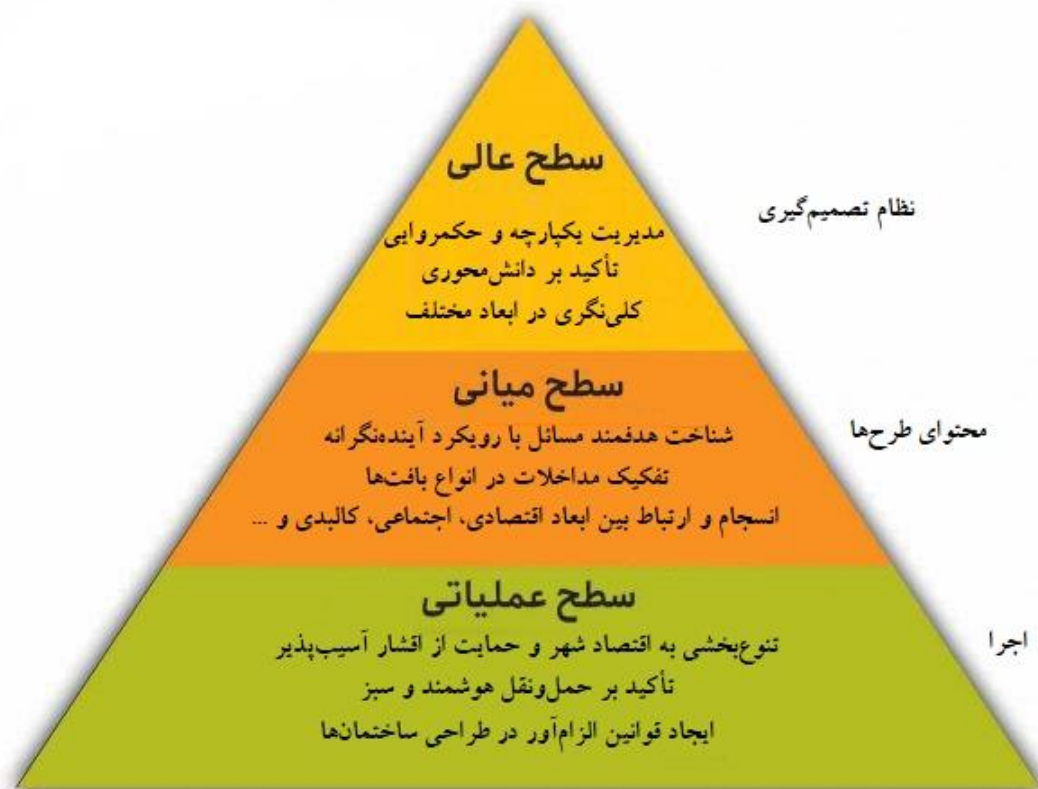 سطح عالی
مدیریت یکپارچه و حکمروایی
تأکید بر دانش‌محوری
کلی‌نگری در ابعاد مختلف
نظام تصمیم‌گیری
سطح میانی
شناخت هدفمند مسائل با رویکرد آینده‌نگرانه
تفکیک مداخلات در انواع بافت‌ها
انسجام و ارتباط بین ابعاد اقتصادی، اجتماعی، کالبدی و ...
محتوای طرح‌ها
سطح عملیاتی
تنوع‌بخشی به اقتصاد شهر و حمایت از اقشار آسیب‌پذیر
تأکید بر حمل‌ونقل هوشمند و سبز
ایجاد قوانین الزام‌آور در طراحی ساختمان‌ها
اجرا